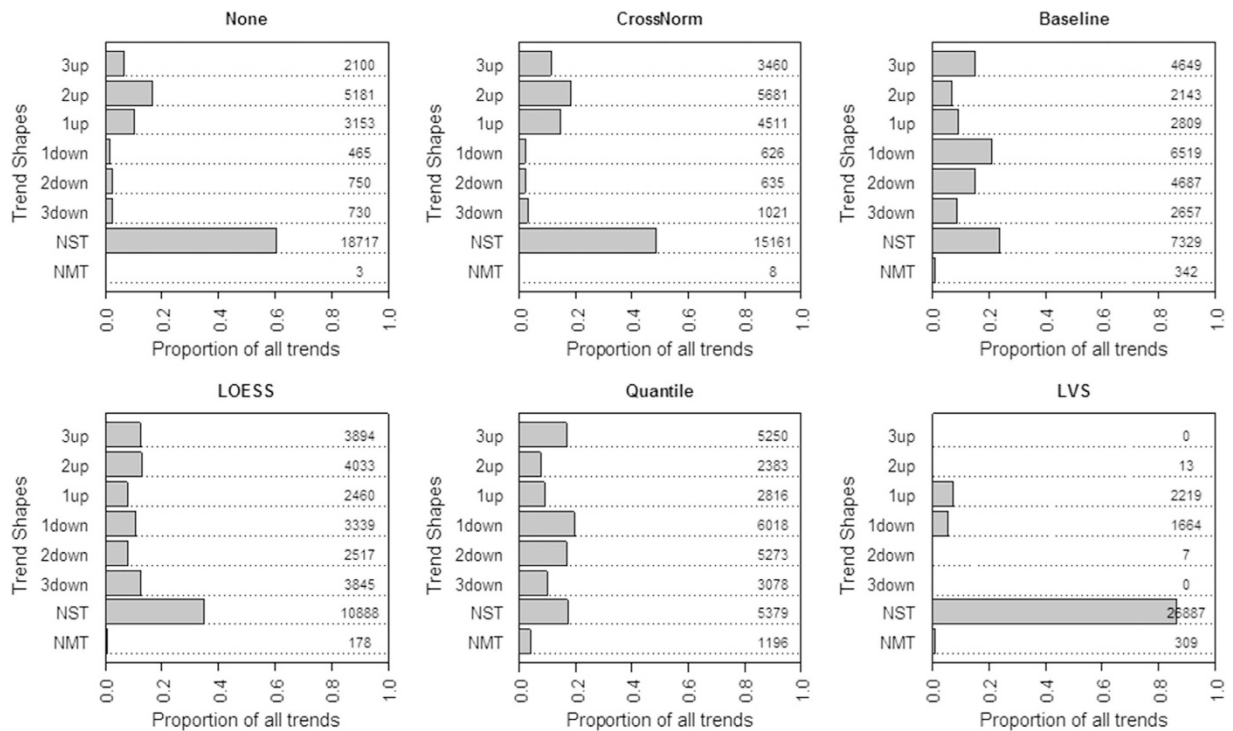 None
Trend Shapes
3up 2100
2up 5181
1up 3153
1down 465
2down 750
3down 730
NST 18717
NMT 3
0.0 0.2 0.4 0.6 0.8 1.0
Proportion of all trends
CrossNorm
Trend Shapes
3up 3460
2up 5681
1up 4511
1down 626
2down 635
3down 1021
NST 15161
NMT 8
0.0 0.2 0.4 0.6 0.8 1.0
Proportion of all trends
Baseline
Trend Shapes
3up 4649
2up 2143
1up 2809
1down 6519
2down 4687
3down 2657
NST 7329
NMT 342
0.0 0.2 0.4 0.6 0.8 1.0
Proportion of all trends
LOESS
Trend Shapes
3up 3894
2up 4033
1up 2460
1down 3339
2down 2517
3down 3845
NST 10888
NMT 178
0.0 0.2 0.4 0.6 0.8 1.0
Proportion of all trends
Quantile
Trend Shapes
3up 5250
2up 2383
1up 2816
1down 6018
2down 5273
3down 3078
NST 5379
NMT 1196
0.0 0.2 0.4 0.6 0.8 1.0
Proportion of all trends
LVS
Trend Shapes
3up 0
2up 13
1up 2219
1down 1664
2down 7
3down 0
NST 26887
NMT 309
0.0 0.2 0.4 0.6 0.8 1.0
Proportion of all trends